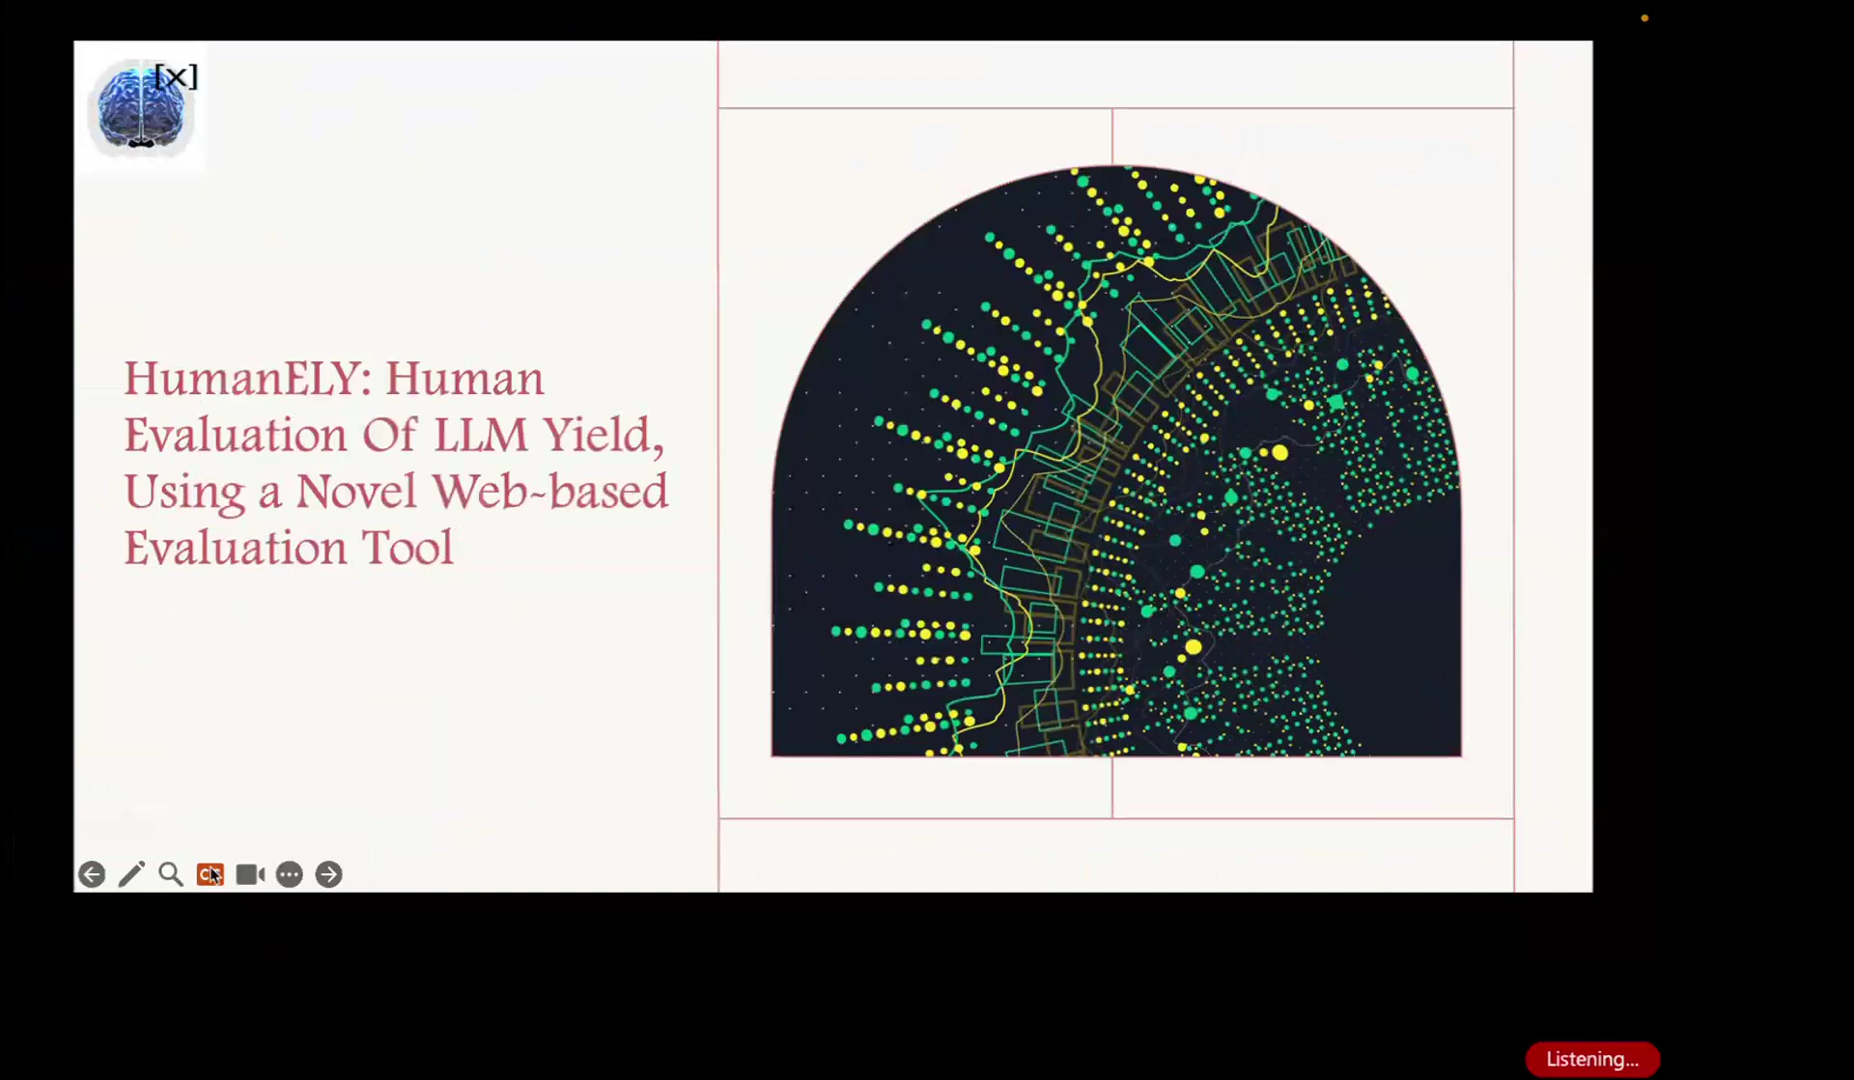 [x]
HumanELY: Human
Evaluation Of LLM Yield,
Using a Novel Web-based
Evaluation Tool
Listening...